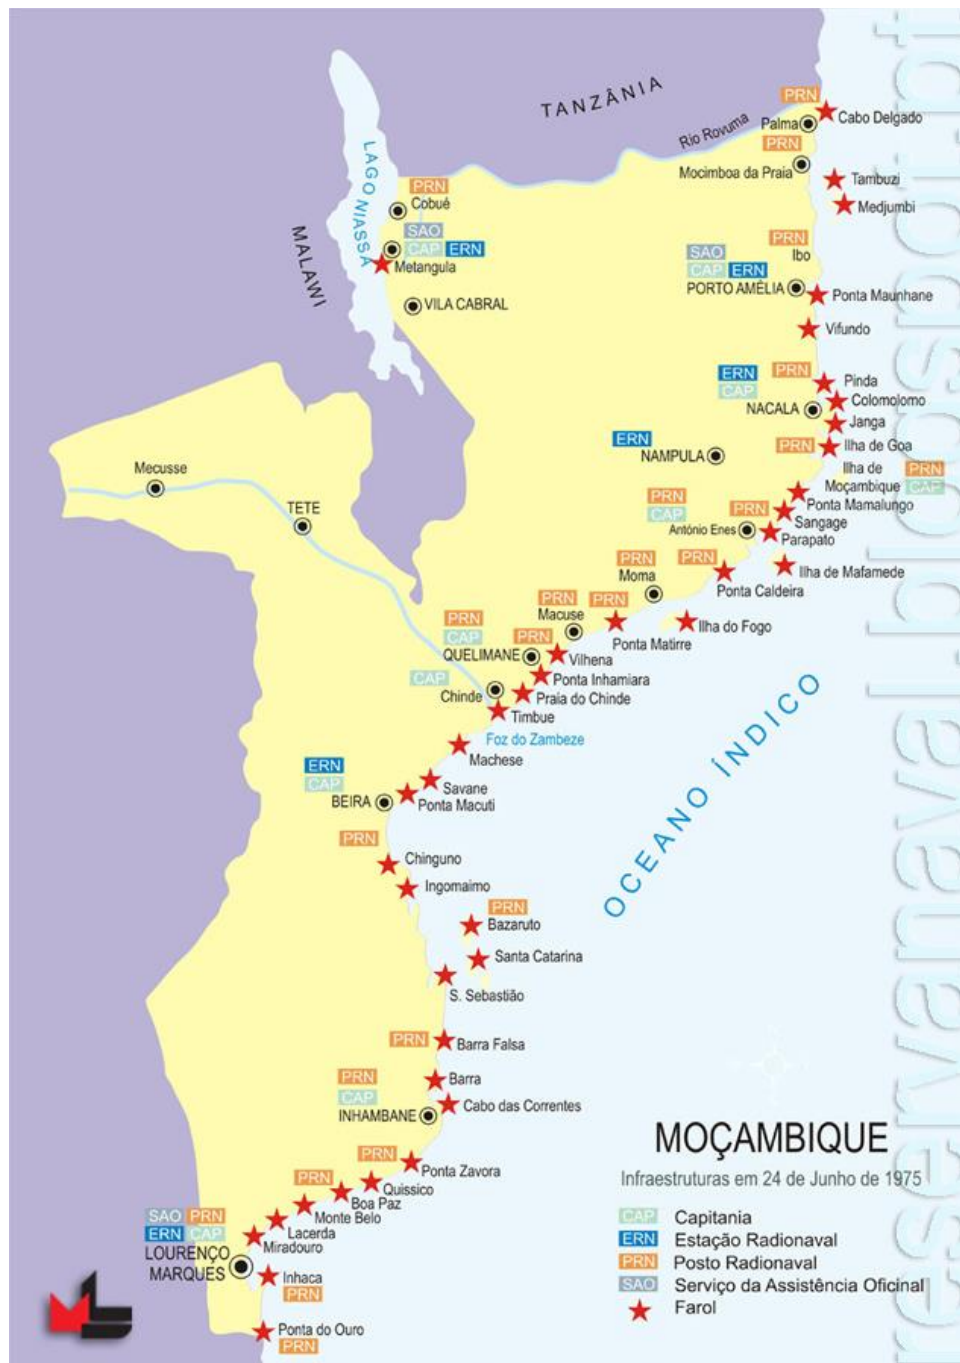 TANZÂNIA
PRN
Cabo Delgado
Palma
Rio Rovuma
PRN
Mocimboa da Praia
Tambuzi
Medjumbi
LAGO NIASSA
MALAWI
PRN
Cobué
SAO
CAP ERN
Metangula
VILA CABRAL
PRN
Ibo
SAO
CAP ERN
PORTO AMÉLIA
Ponta Maunhane
Vifundo
ERN PRN
CAP
Pinda
NACALA
Colomolomo
Janga
ERN
NAMPULA
PRN
Ilha de Goa
Ilha de
Moçambique
PRN
CAP
Ponta Mamalungo
Mecusse
TETE
PRN
CAP
PRN
António Enes
Sangage
Parapato
PRN
Moma
PRN
Ponta Caldeira
Ilha de Mafamede
PRN
Macuse
PRN
Ponta Matirre
Ilha do Fogo
PRN
CAP
PRN
QUELIMANE
Vilhena
Ponta Inhamiara
CAP
Chinde
Praia do Chinde
Timbue
Foz do Zambeze
Machese
ERN
CAP
BEIRA
Savane
Ponta Macuti
OCEANO ÍNDICO
PRN
Chinguno
Ingomaimo
PRN
Bazaruto
Santa Catarina
S. Sebastião
PRN
Barra Falsa
PRN
CAP
INHAMBANE
Barra
Cabo das Correntes
PRN
Ponta Zavora
PRN
Quissico
Boa Paz
Monte Belo
Lacerda
Miradouro
SAO PRN
ERN CAP
LOURENÇO
MARQUES
Inhaca
PRN
Ponta do Ouro
PRN
MOÇAMBIQUE
Infraestruturas em 24 de Junho de 1975
CAP Capitania
ERN Estação Radionaval
PRN Posto Radionaval
SAO Serviço da Assistência Oficinal
Farol
reservanaval.blogspot.pt